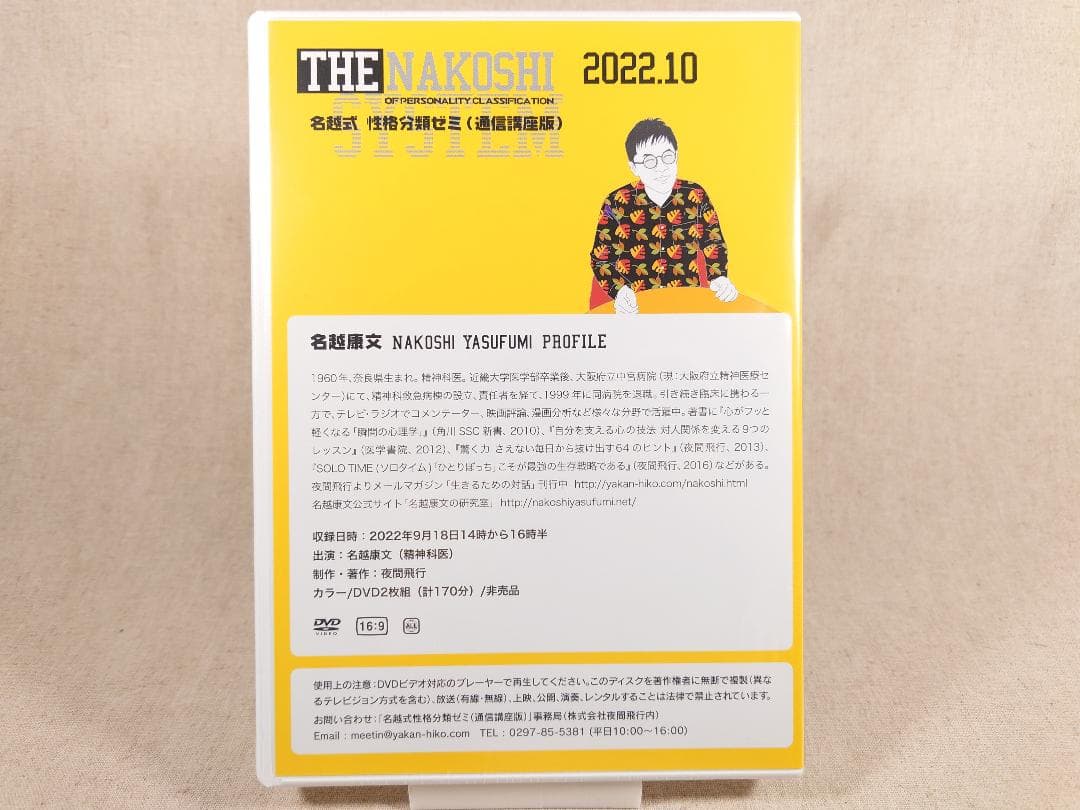 THE NAKOSHI 2022.10
OF PERSONALITY CLASSIFICATION
SYSTEM
名越式 性格分類ゼミ(通信講座版)
名越康文 NAKOSHI YASUFUMI PROFILE
1960年、奈良県生まれ。精神科医。近畿大学医学部卒業後、大阪府立中宮病院(現:大阪府立精神医療セ
ンター)にて、精神科救急病棟の設立、責任者を経て、1999年に同病院を退職。引き続き臨床に携わる一
方で、テレビ・ラジオでコメンテーター、映画評論、漫画分析など様々な分野で活躍中。著書に『心がフッと
軽くなる「瞬間の心理学」』(角川SSC新書、2010)、『自分を支える心の技法 対人関係を変える9つの
レッスン』(医学書院、2012)、『驚く力 さえない毎日から抜け出す64のヒント』(夜間飛行、2013)、
『SOLO TIME (ソロタイム)「ひとりぼっち」こそが最強の生存戦略である』(夜間飛行、2016)などがある。
夜間飛行よりメールマガジン「生きるための対話」刊行中 http://yakan-hiko.com/nakoshi.html
名越康文公式サイト「名越康文の研究室」 http://nakoshiyasufumi.net/
収録日時:2022年9月18日14時から16時半
出演:名越康文(精神科医)
制作・著作:夜間飛行
カラー/DVD2枚組(計170分)/非売品
DVD VIDEO 16:9 ALL
使用上の注意:DVDビデオ対応のプレーヤーで再生してください。このディスクを著作権者に無断で複製(異な
るテレビジョン方式を含む)、放送(有線・無線)、上映、公開、演奏、レンタルすることは法律で禁止されています。
お問い合わせ:「名越式性格分類ゼミ(通信講座版)」事務局(株式会社夜間飛行内)
Email:meetin@yakan-hiko.com TEL:0297-85-5381 (平日10:00〜16:00)